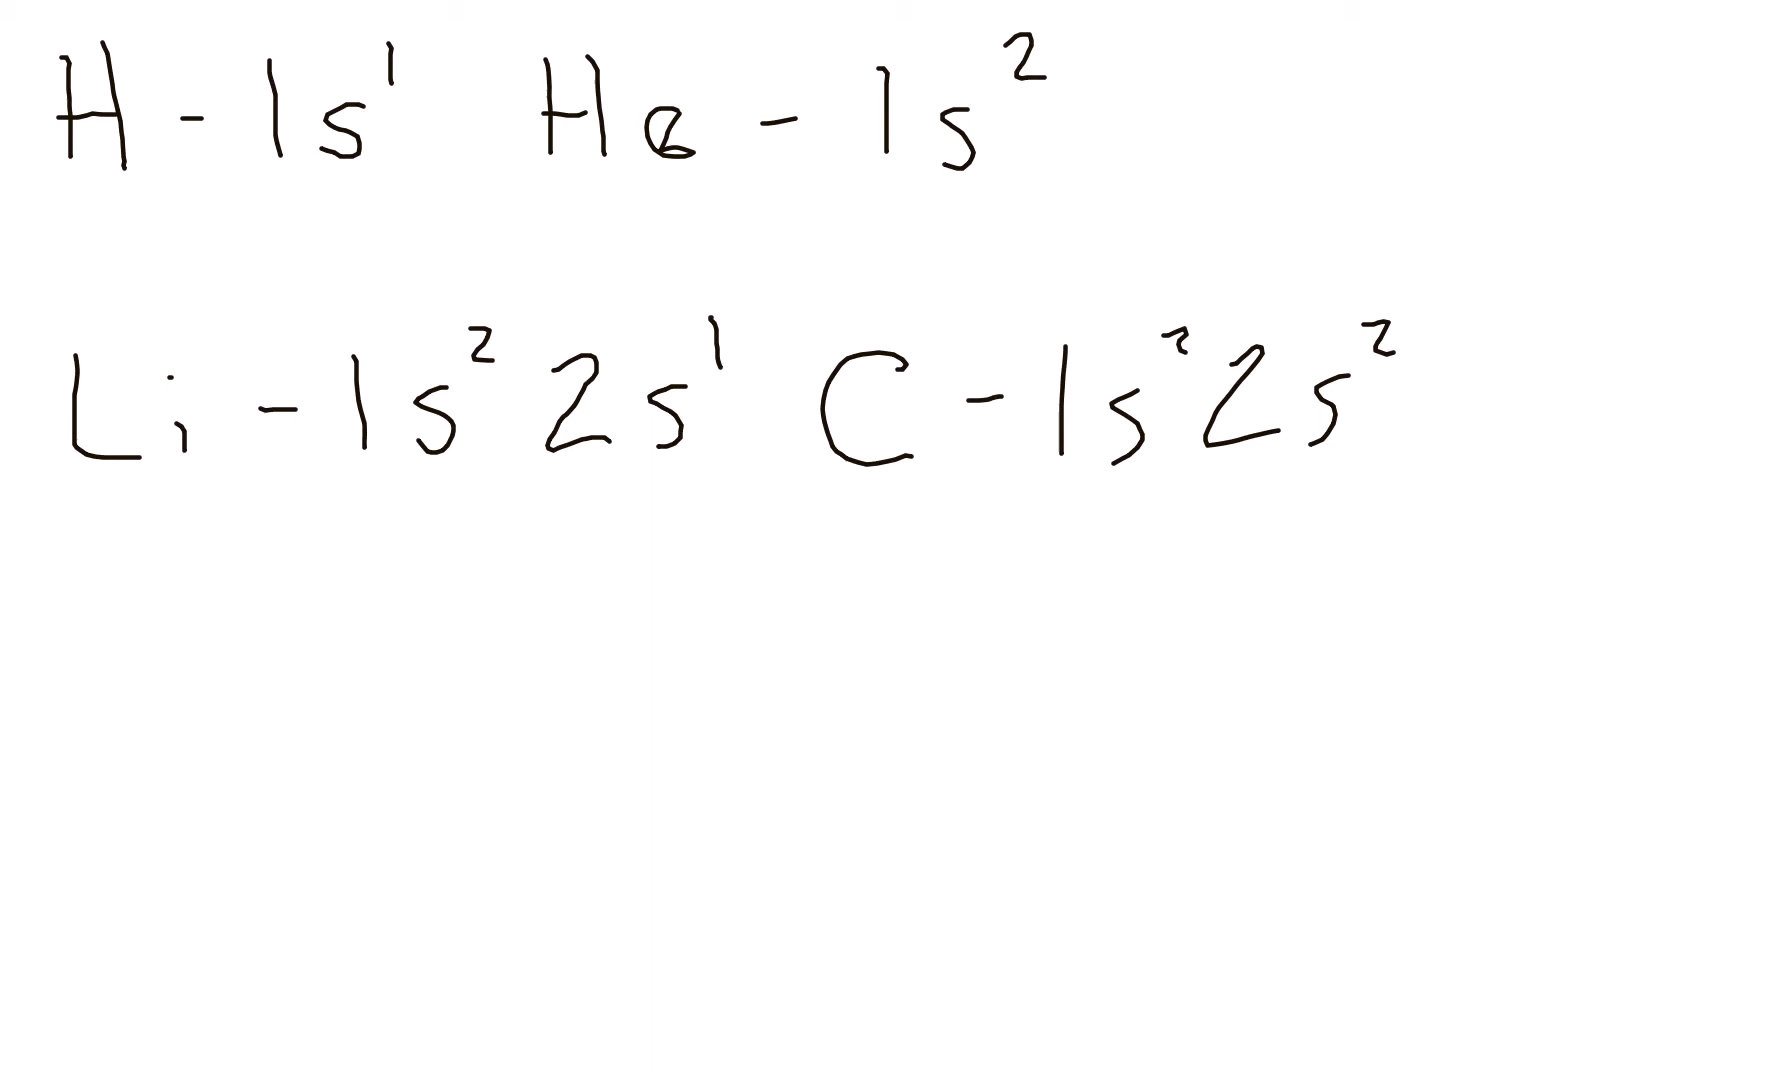 H - 1s¹ He - 1s²
Li - 1s² 2s¹ C - 1s² 2s²